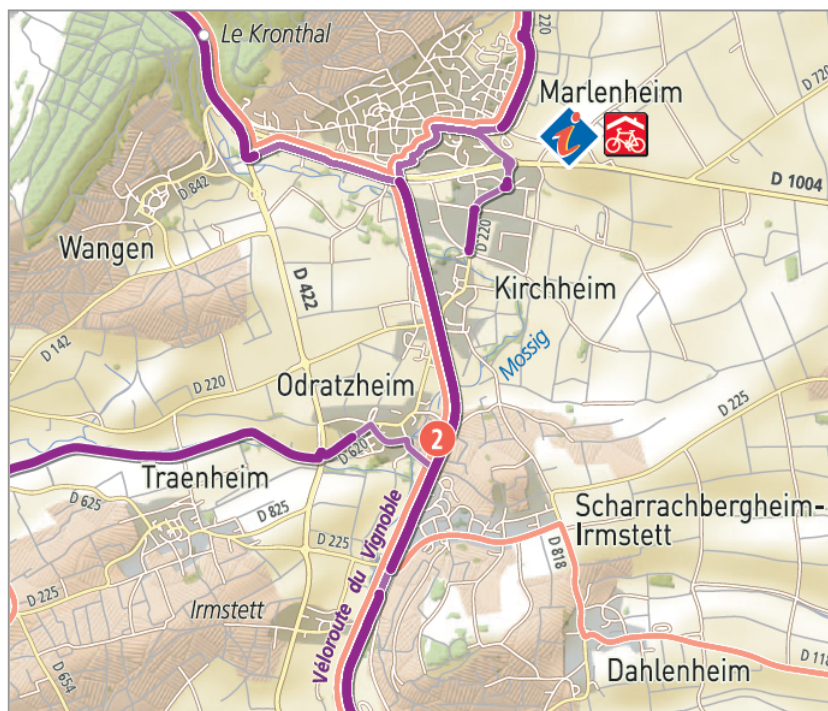 220
Le Kronthal
Marlenheim
i
D 720
D 842
D 1004
Wangen
D 220
D 422
Kirchheim
Mossig
D 142
D 220
Odratzheim
D 225
2
D 620
Traenheim
D 625
D 825
Scharrachbergheim-
Irmstett
D 225
D 818
D 225
Irmstett
Véloroute du Vignoble
Dahlenheim
D 118
D 654